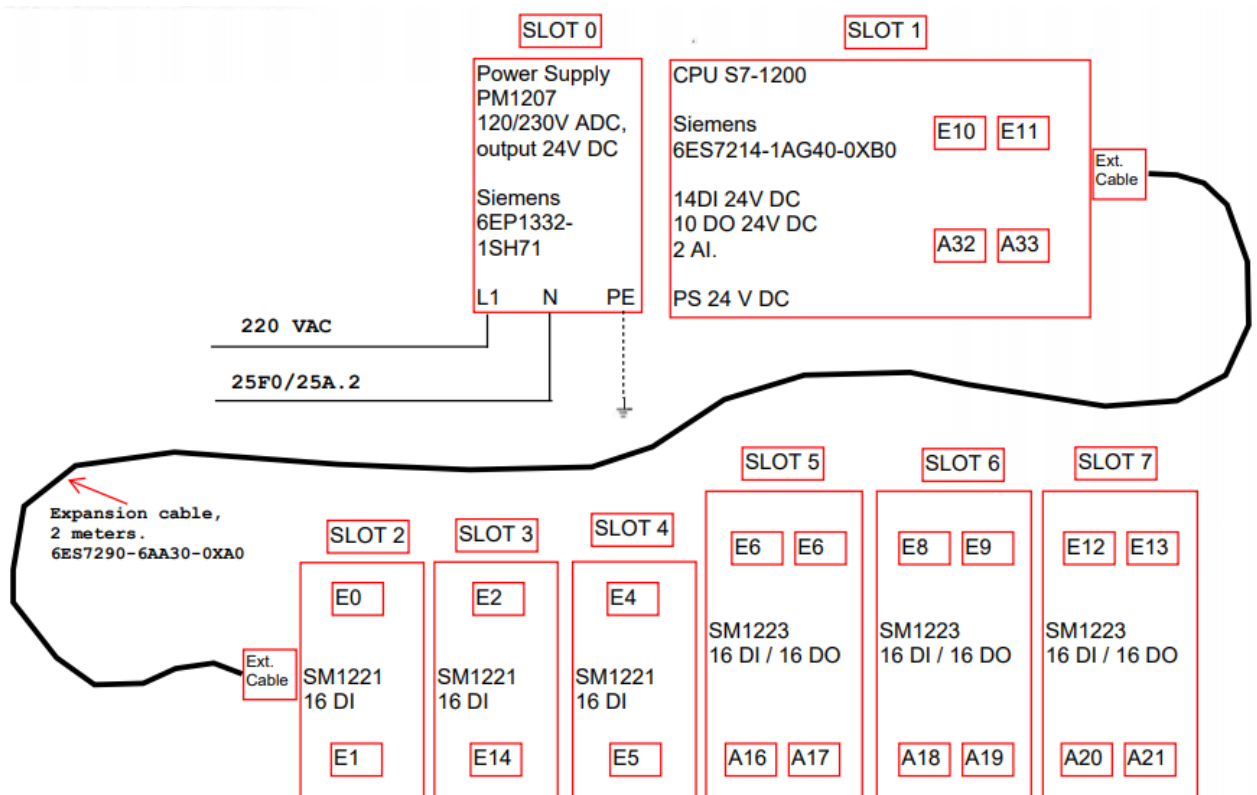 SLOT 0
SLOT 1
Power Supply
PM1207
120/230V ADC,
output 24V DC
Siemens
6EP1332-
1SH71
L1 N PE
CPU S7-1200
Siemens
6ES7214-1AG40-0XB0
14DI 24V DC
10 DO 24V DC
2 AI.
PS 24 V DC
E10 E11
A32 A33
Ext.
Cable
220 VAC
25F0/25A.2
Expansion cable,
2 meters.
6ES7290-6AA30-0XA0
Ext.
Cable
SLOT 2
E0
SM1221
16 DI
E1
SLOT 3
E2
SM1221
16 DI
E14
SLOT 4
E4
SM1221
16 DI
E5
SLOT 5
E6 E6
SM1223
16 DI / 16 DO
A16 A17
SLOT 6
E8 E9
SM1223
16 DI / 16 DO
A18 A19
SLOT 7
E12 E13
SM1223
16 DI / 16 DO
A20 A21